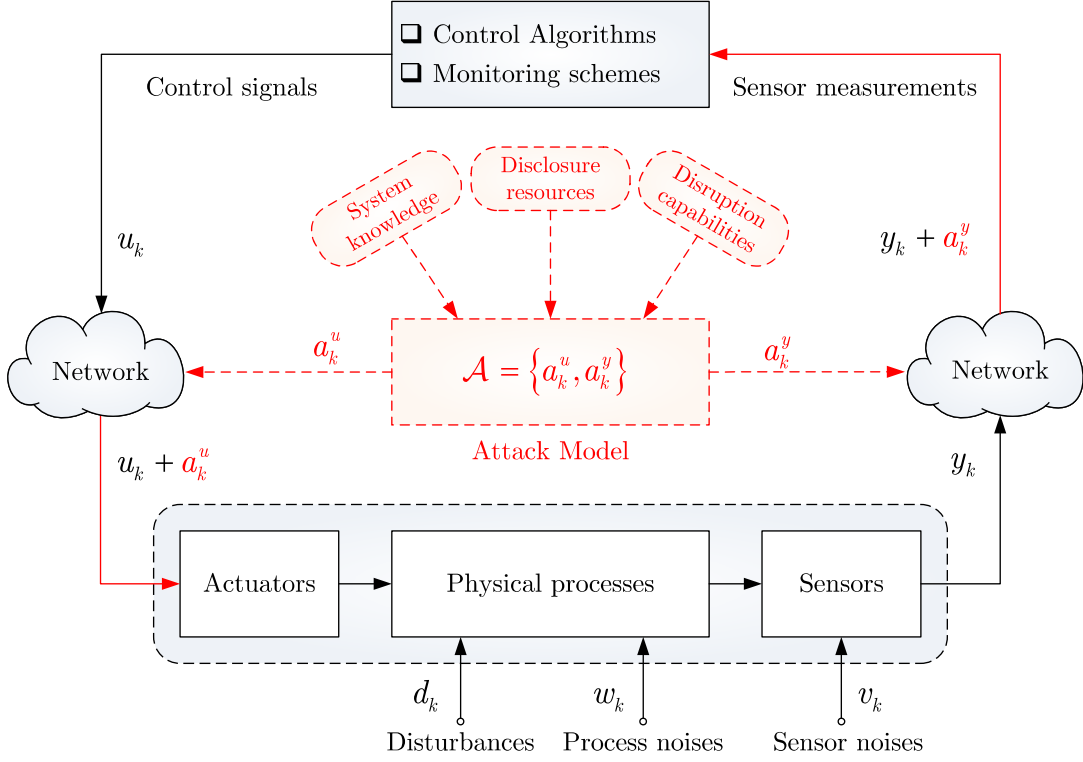 ❑ Control Algorithms
❑ Monitoring schemes
Control signals
Sensor measurements
System
knowledge
Disclosure
resources
Disruption
capabilities
u_k
y_k + a_k^y
Network
a_k^u
𝒜 = {a_k^u, a_k^y}
a_k^y
Network
Attack Model
u_k + a_k^u
y_k
Actuators
Physical processes
Sensors
d_k
w_k
v_k
Disturbances
Process noises
Sensor noises